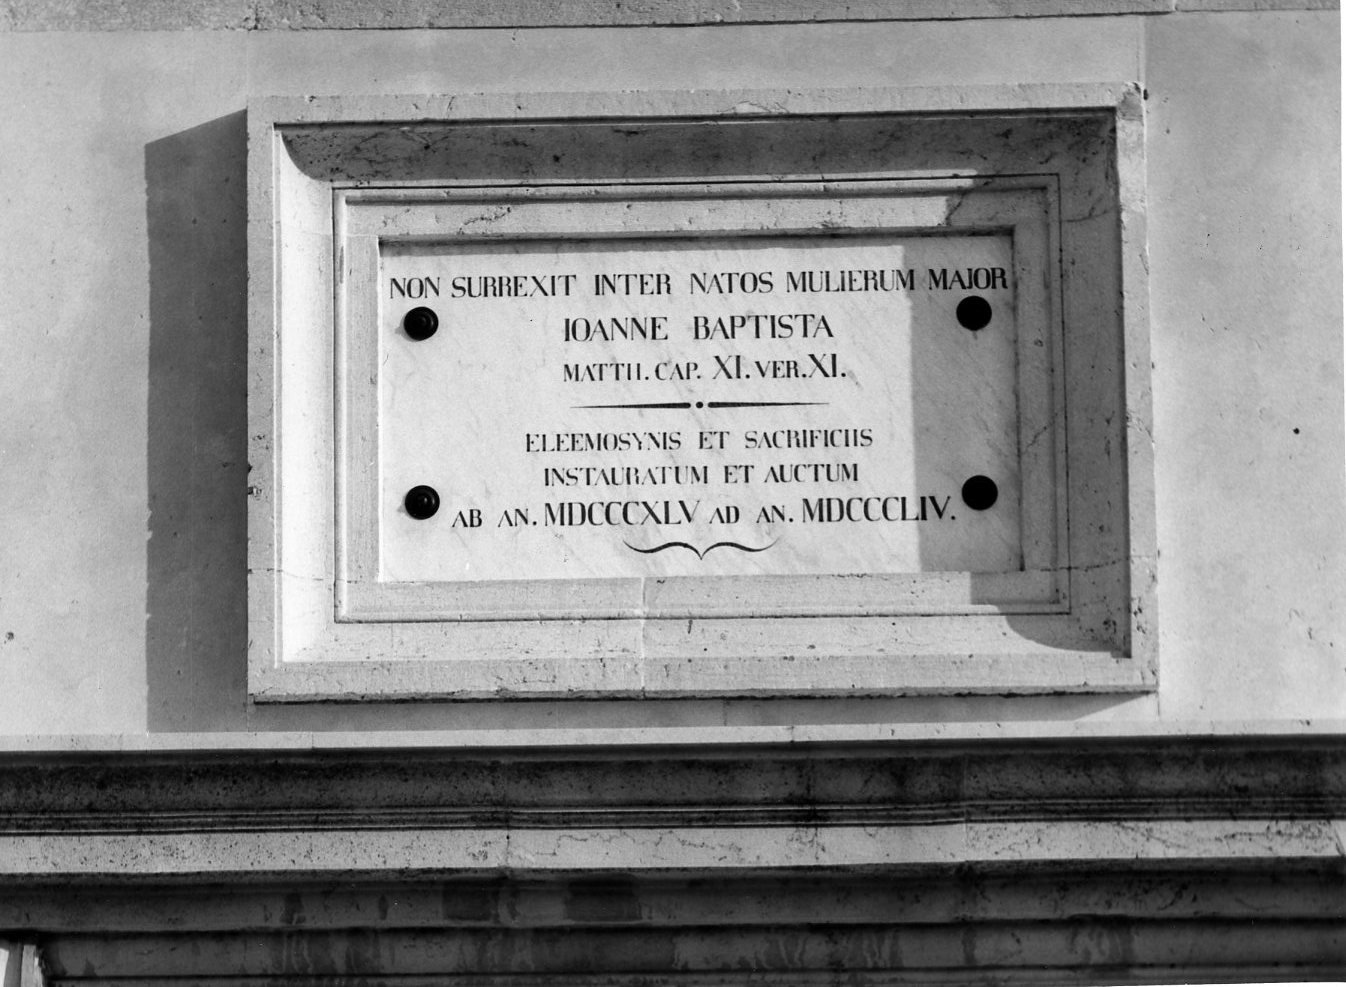 NON SURREXIT INTER NATOS MULIERUM MAJOR
IOANNE BAPTISTA
MATTH. CAP. XI. VER. XI.
ELEEMOSYNIS ET SACRIFICIIS
INSTAURATUM ET AUCTUM
AB AN. MDCCCXLV AD AN. MDCCCLIV.